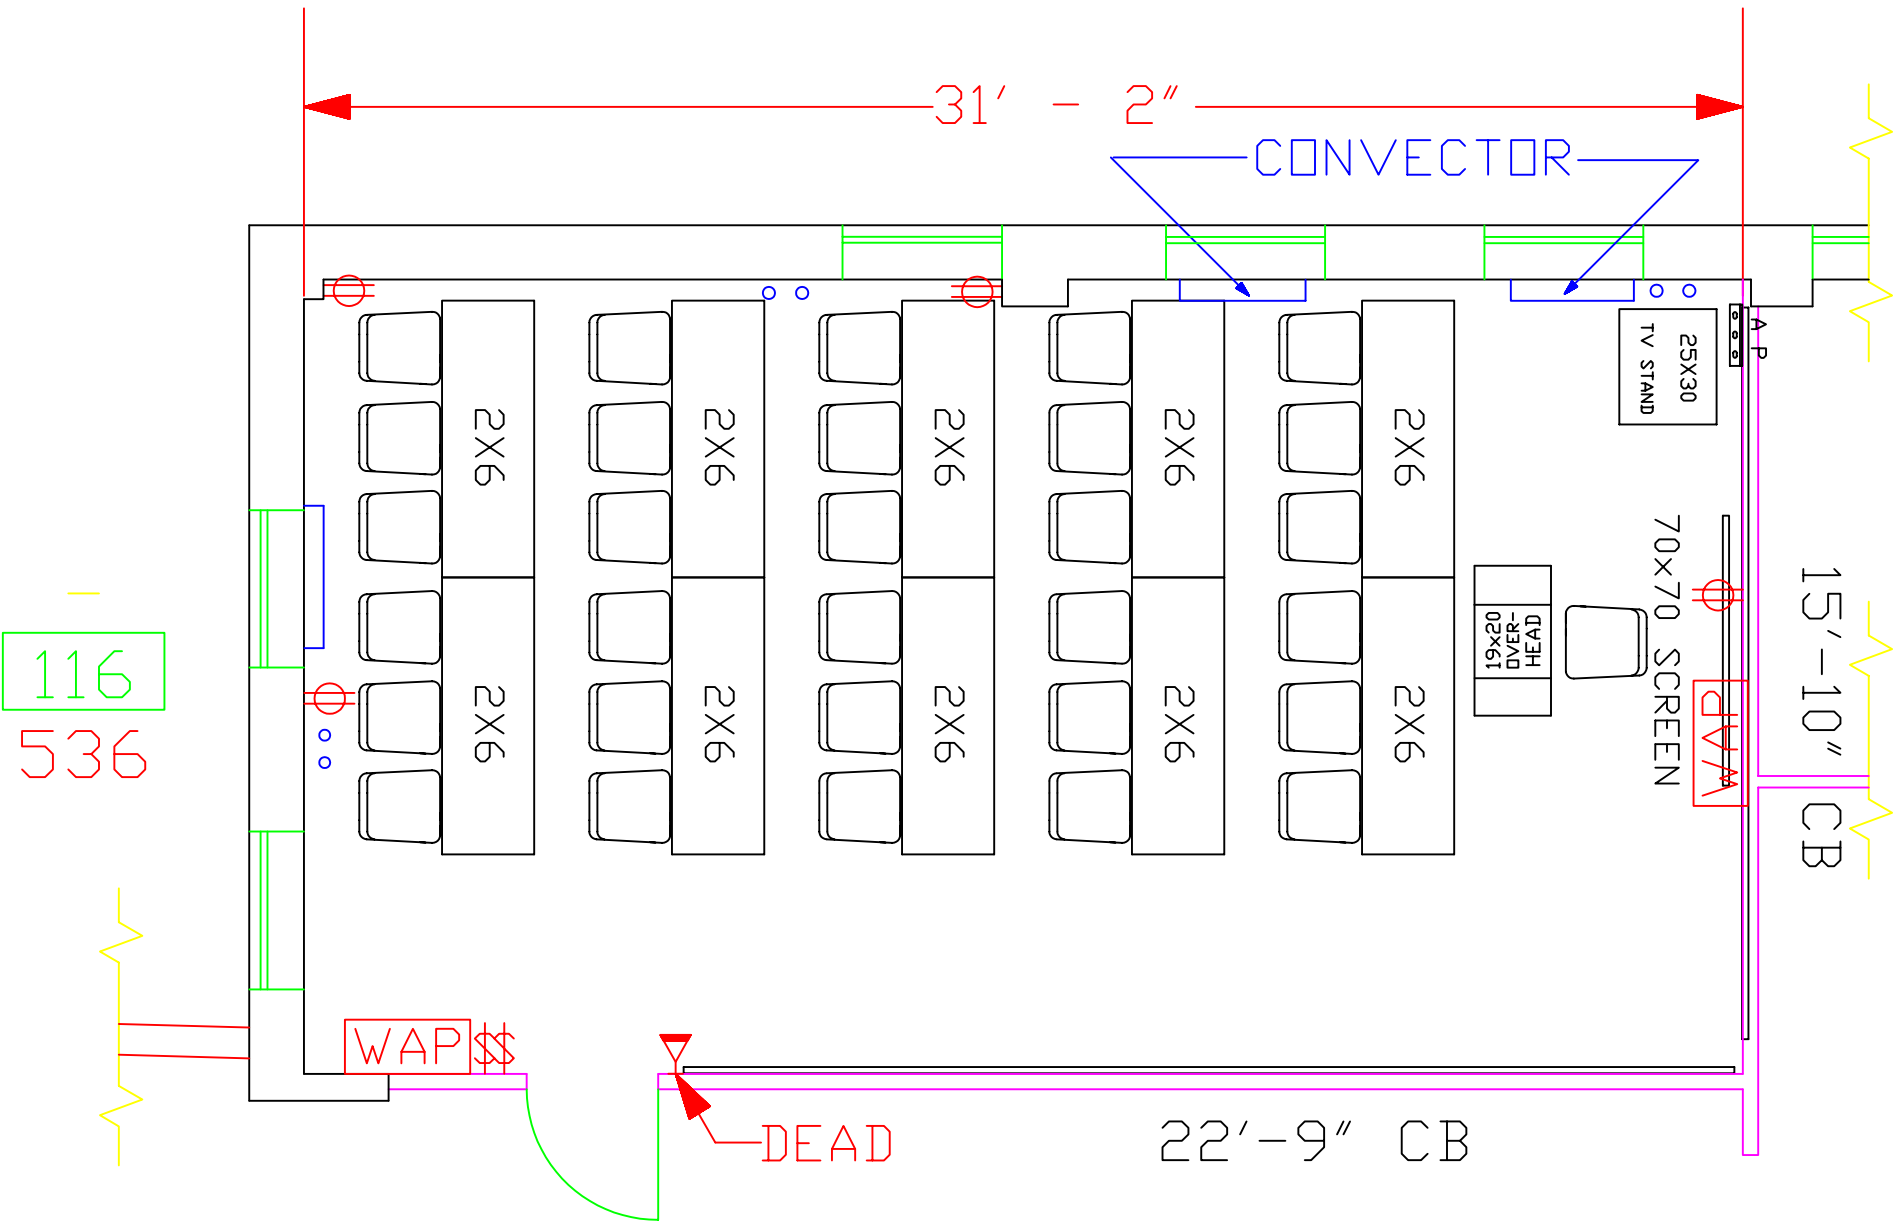 31' - 2"
CONVECTOR
A P
25X30
TV STAND
2X6
2X6
2X6
2X6
2X6
70x70 SCREEN
15'-10" CB
19x20
OVER-
HEAD
116
536
2X6
2X6
2X6
2X6
2X6
WAP
WAP $$
DEAD
22'-9" CB